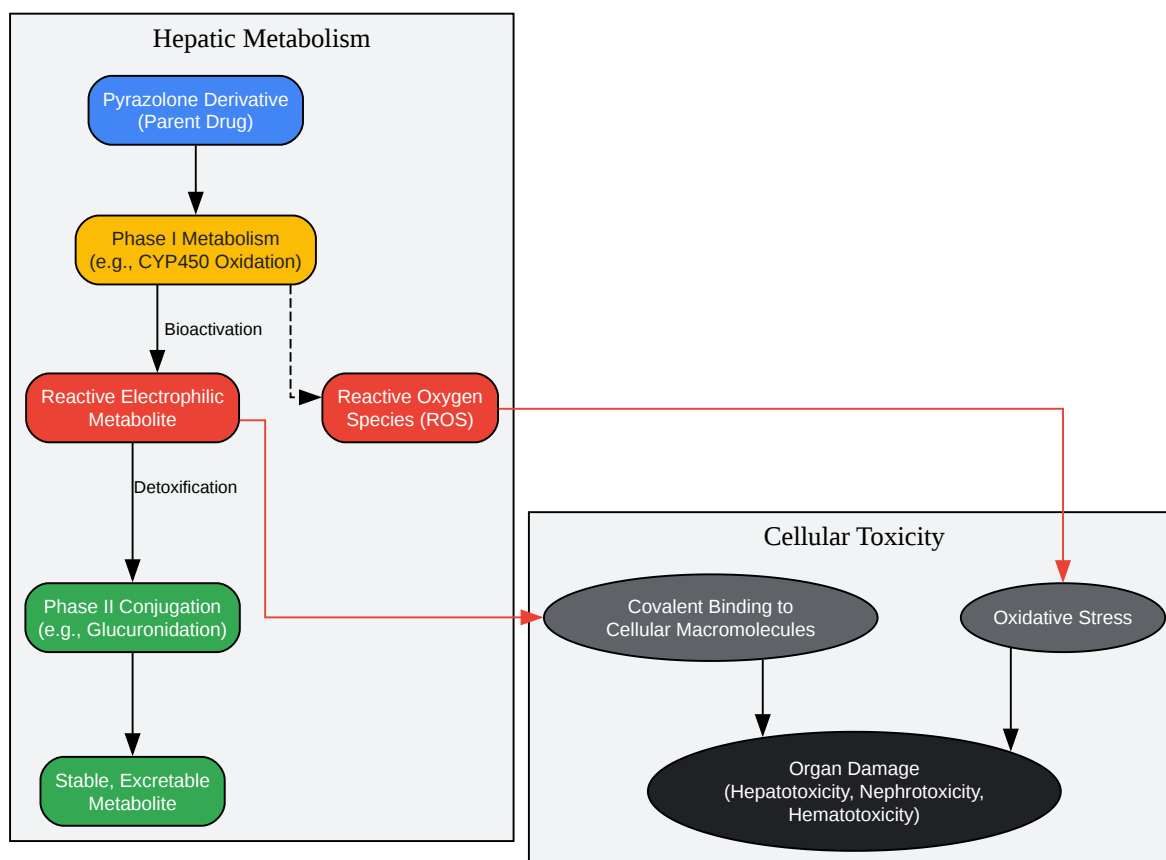 Hepatic Metabolism
Pyrazolone Derivative
(Parent Drug)
Phase I Metabolism
(e.g., CYP450 Oxidation)
Bioactivation
Reactive Electrophilic
Metabolite
Reactive Oxygen
Species (ROS)
Detoxification
Phase II Conjugation
(e.g., Glucuronidation)
Stable, Excretable
Metabolite
Cellular Toxicity
Covalent Binding to
Cellular Macromolecules
Oxidative Stress
Organ Damage
(Hepatotoxicity, Nephrotoxicity,
Hematotoxicity)